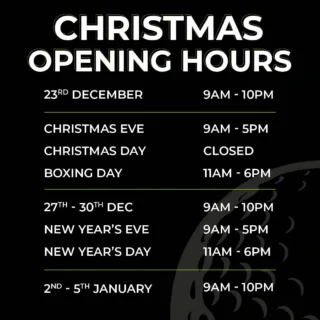 CHRISTMAS
OPENING HOURS
23RD DECEMBER 9AM - 10PM
CHRISTMAS EVE 9AM - 5PM
CHRISTMAS DAY CLOSED
BOXING DAY 11AM - 6PM
27TH - 30TH DEC 9AM - 10PM
NEW YEAR'S EVE 9AM - 5PM
NEW YEAR'S DAY 11AM - 6PM
2ND - 5TH JANUARY 9AM - 10PM